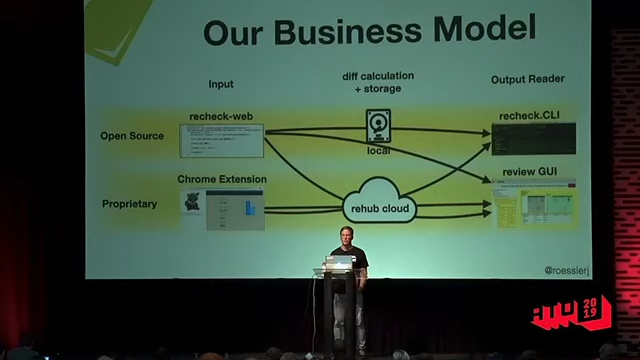 Our Business Model
Input
diff calculation
+ storage
Output Reader
recheck-web
recheck.CLI
Open Source
local
Chrome Extension
review GUI
Proprietary
rehub cloud
@roesslerj
2019